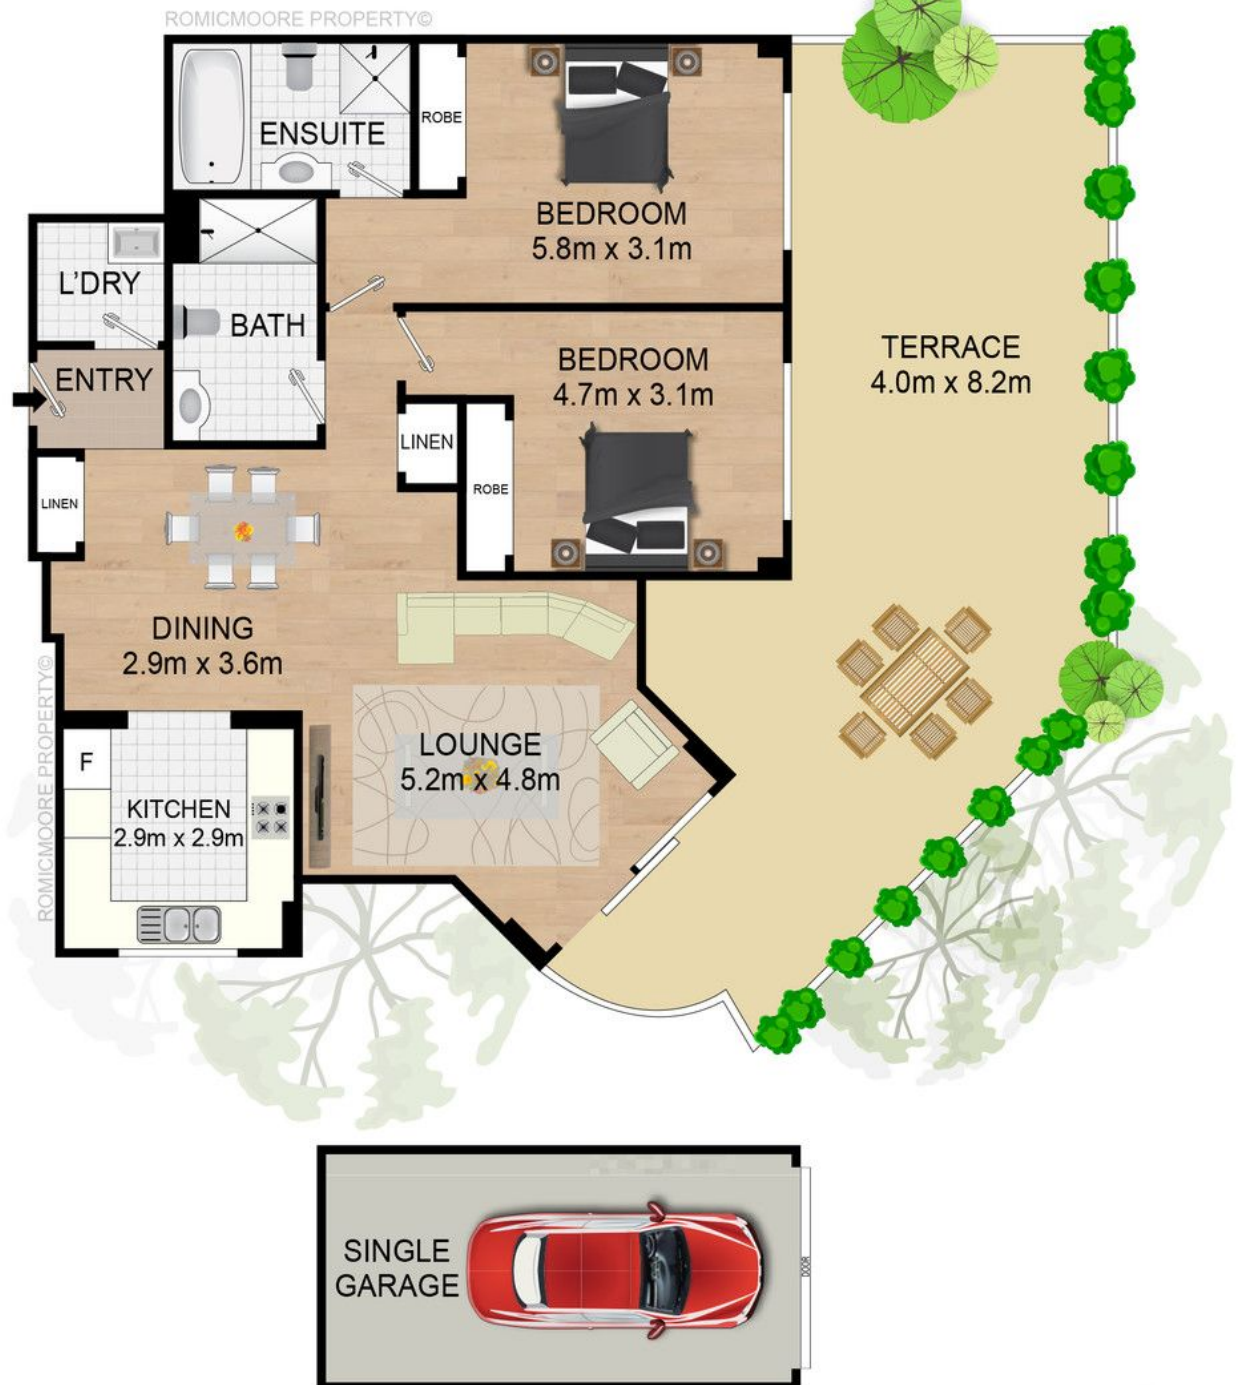 ROMICMOORE PROPERTY©
ENSUITE
ROBE
BEDROOM
5.8m x 3.1m
L'DRY
BATH
ENTRY
BEDROOM
4.7m x 3.1m
TERRACE
4.0m x 8.2m
LINEN
ROBE
LINEN
DINING
2.9m x 3.6m
ROMICMOORE PROPERTY©
F
KITCHEN
2.9m x 2.9m
LOUNGE
5.2m x 4.8m
SINGLE
GARAGE
DOOR